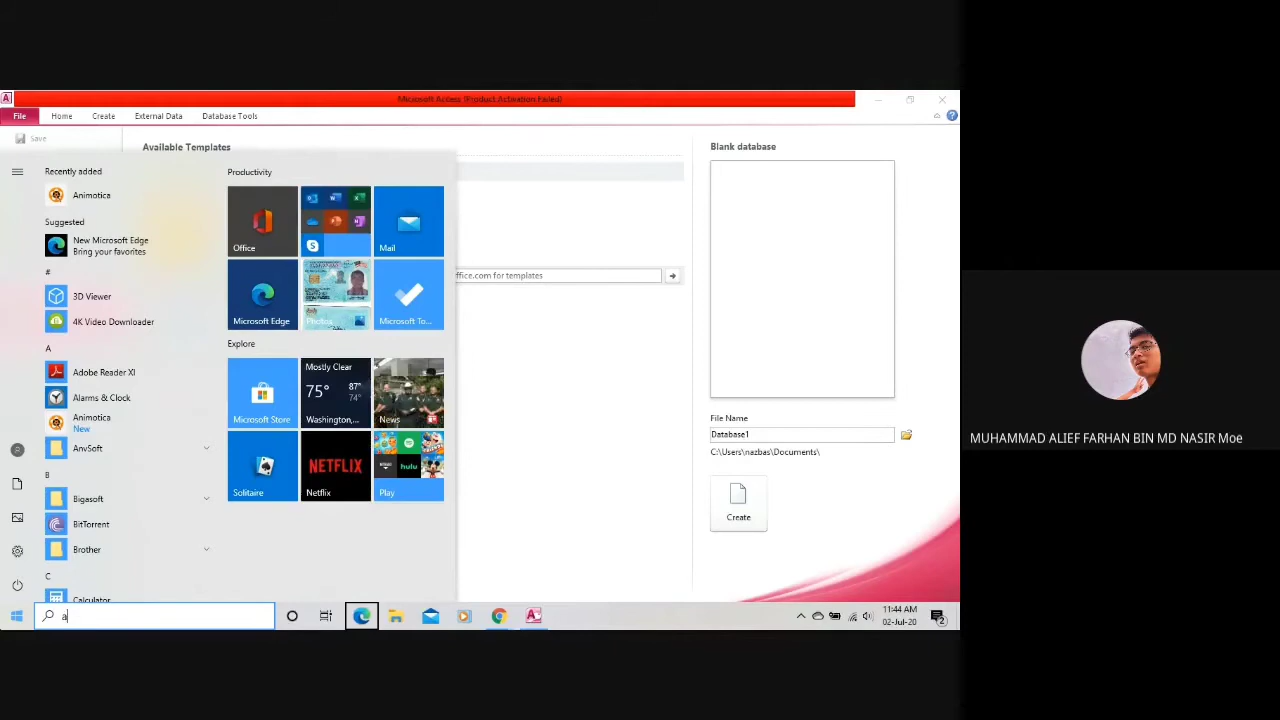 Microsoft Access (Product Activation Failed)
File
Home
Create
External Data
Database Tools
Save
Available Templates
Blank database
Recently added
Productivity
Animotica
Suggested
New Microsoft Edge
Bring your favorites
Office
Mail
#
3D Viewer
4K Video Downloader
Microsoft Edge
Photos
Microsoft To...
ffice.com for templates
A
Explore
Adobe Reader XI
Alarms & Clock
Animotica
New
AnvSoft
Mostly Clear
75°
87°
74°
Microsoft Store
Washington,...
News
File Name
Database1
C:\Users\nazbas\Documents\
B
Bigasoft
BitTorrent
Brother
NETFLIX
hulu
Solitaire
Netflix
Play
Create
C
Calculator
a
11:44 AM
02-Jul-20
2
MUHAMMAD ALIEF FARHAN BIN MD NASIR Moe